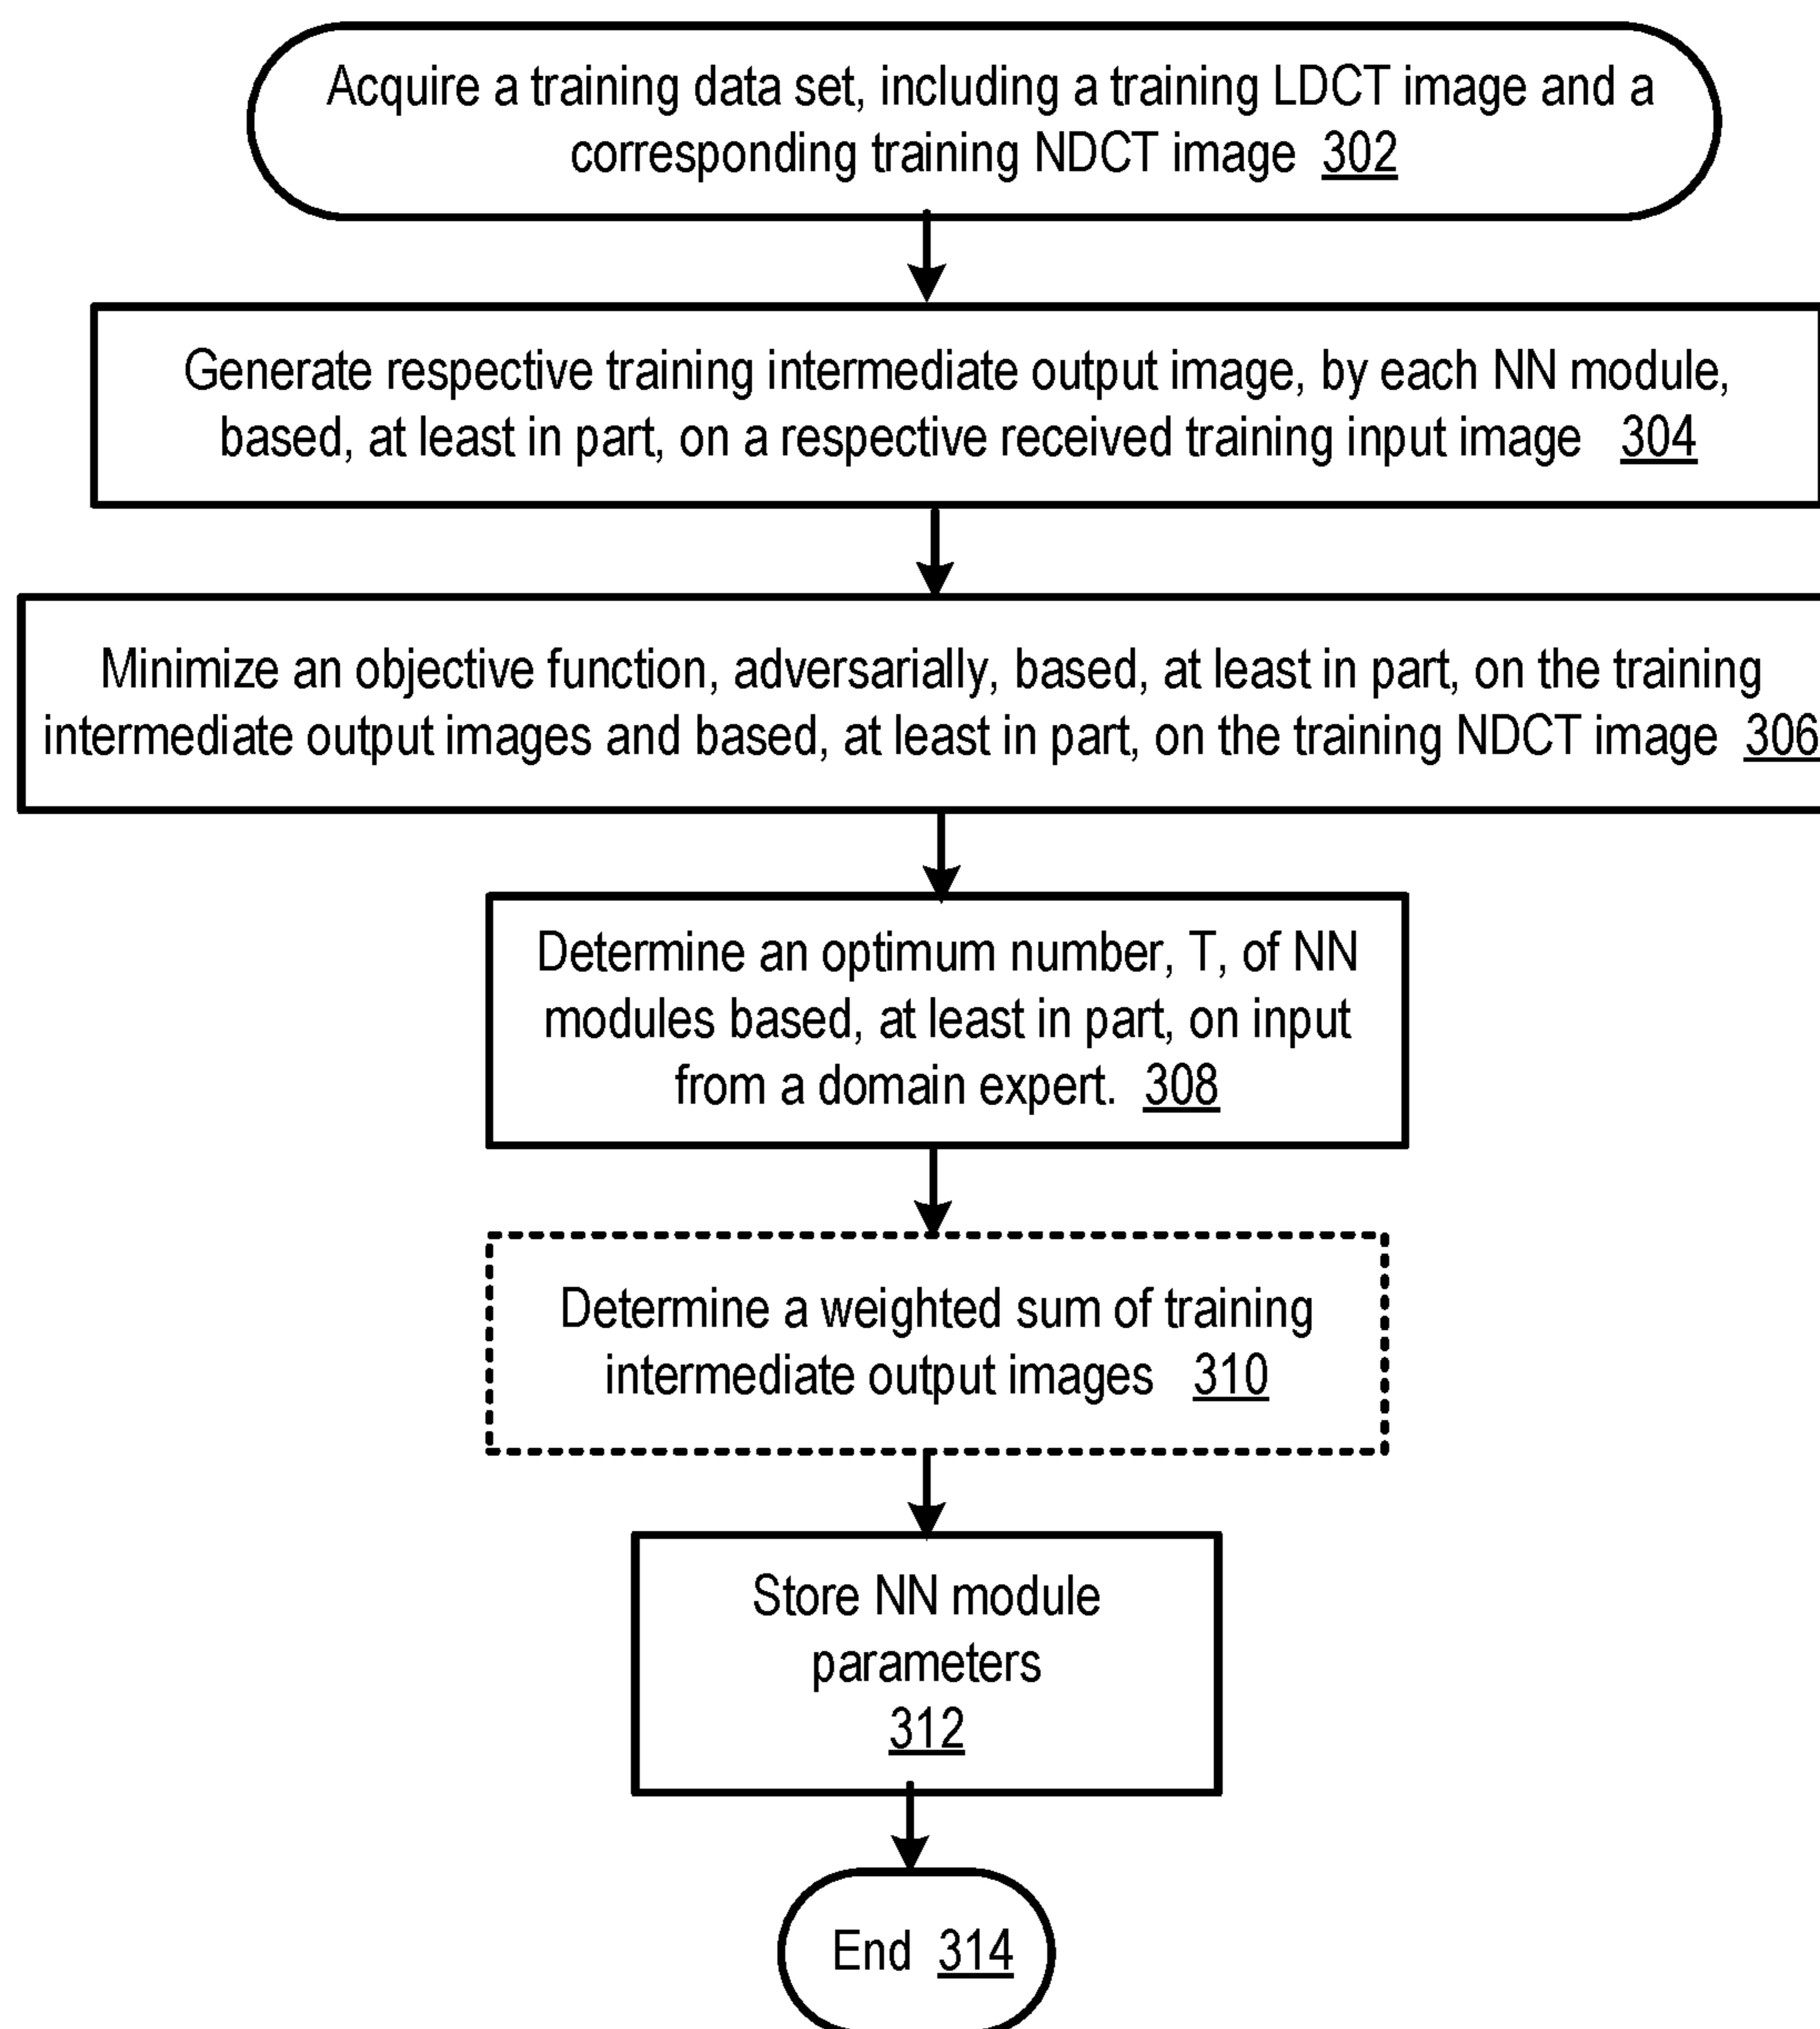 Acquire a training data set, including a training LDCT image and a
corresponding training NDCT image 302
Generate respective training intermediate output image, by each NN module,
based, at least in part, on a respective received training input image 304
Minimize an objective function, adversarially, based, at least in part, on the training
intermediate output images and based, at least in part, on the training NDCT image 306
Determine an optimum number, T, of NN
modules based, at least in part, on input
from a domain expert. 308
Determine a weighted sum of training
intermediate output images 310
Store NN module
parameters
312
End 314